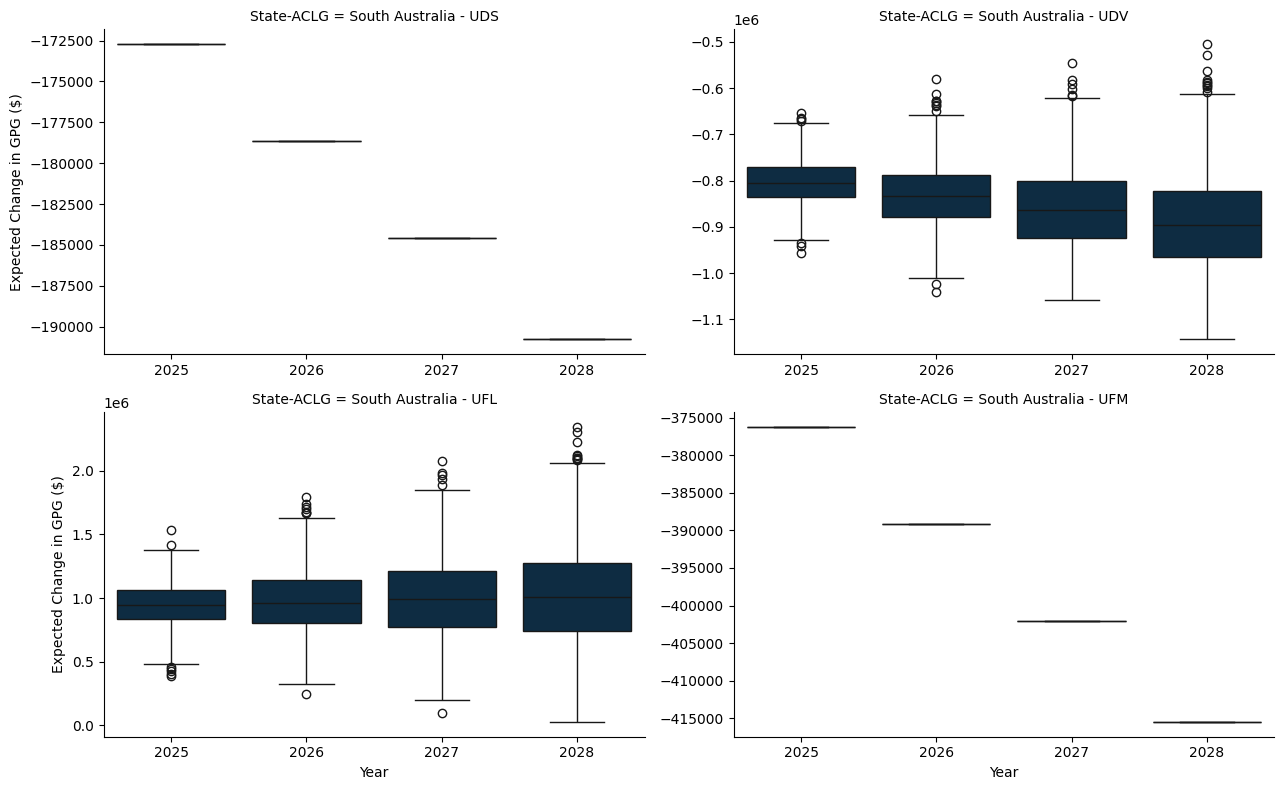 State-ACLG = South Australia - UDS
Expected Change in GPG ($)
−172500
−175000
−177500
−180000
−182500
−185000
−187500
−190000
2025 2026 2027 2028
State-ACLG = South Australia - UDV
1e6
−0.5
−0.6
−0.7
−0.8
−0.9
−1.0
−1.1
2025 2026 2027 2028
State-ACLG = South Australia - UFL
1e6
Expected Change in GPG ($)
2.0
1.5
1.0
0.5
0.0
2025 2026 2027 2028
Year
State-ACLG = South Australia - UFM
−375000
−380000
−385000
−390000
−395000
−400000
−405000
−410000
−415000
2025 2026 2027 2028
Year